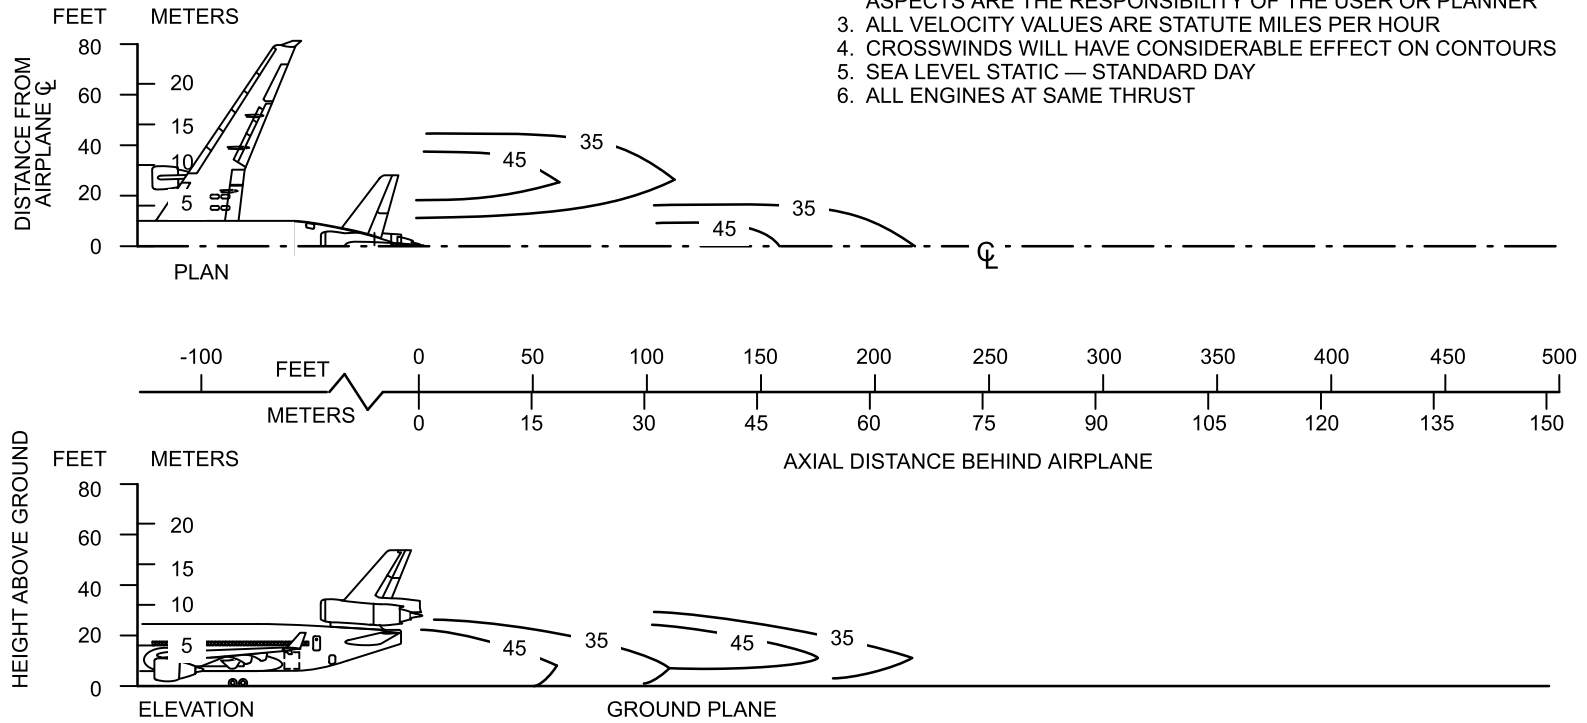 ASPECTS ARE THE RESPONSIBILITY OF THE USER OR PLANNER
3. ALL VELOCITY VALUES ARE STATUTE MILES PER HOUR
4. CROSSWINDS WILL HAVE CONSIDERABLE EFFECT ON CONTOURS
5. SEA LEVEL STATIC — STANDARD DAY
6. ALL ENGINES AT SAME THRUST
FEET METERS
DISTANCE FROM
AIRPLANE ℄
80
60
40
20
0
20
15
10
5
35
45
35
45
℄
PLAN
-100 0 50 100 150 200 250 300 350 400 450 500
FEET
METERS
0 15 30 45 60 75 90 105 120 135 150
AXIAL DISTANCE BEHIND AIRPLANE
FEET METERS
HEIGHT ABOVE GROUND
80
60
40
20
0
20
15
10
5
45 35 45 35
ELEVATION GROUND PLANE